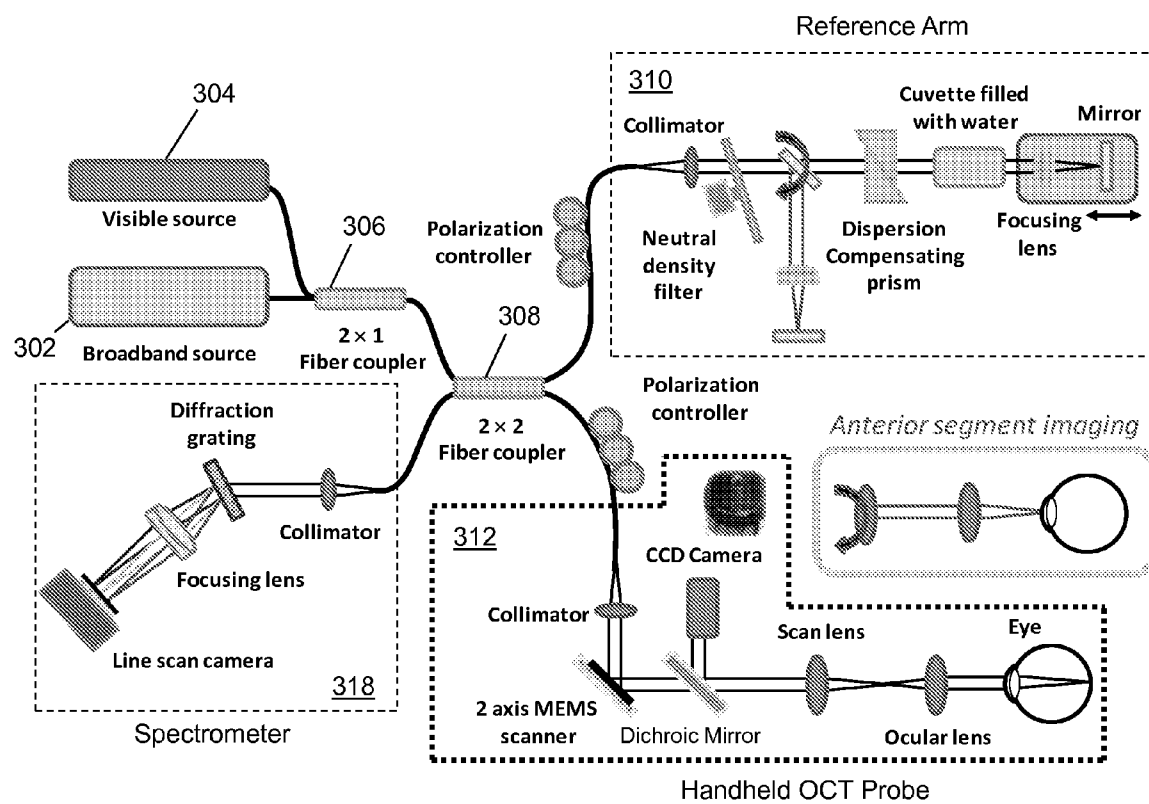 Reference Arm
304
310
Cuvette filled
with water
Mirror
Collimator
Visible source
306
Polarization
controller
Neutral
density
filter
Dispersion
Compensating
prism
Focusing
lens
302
Broadband source
2 × 1
Fiber coupler
308
2 × 2
Fiber coupler
Polarization
controller
Diffraction
grating
Collimator
Focusing lens
Line scan camera
318
Spectrometer
Anterior segment imaging
312
CCD Camera
Collimator
Scan lens
Eye
2 axis MEMS
scanner
Dichroic Mirror
Ocular lens
Handheld OCT Probe